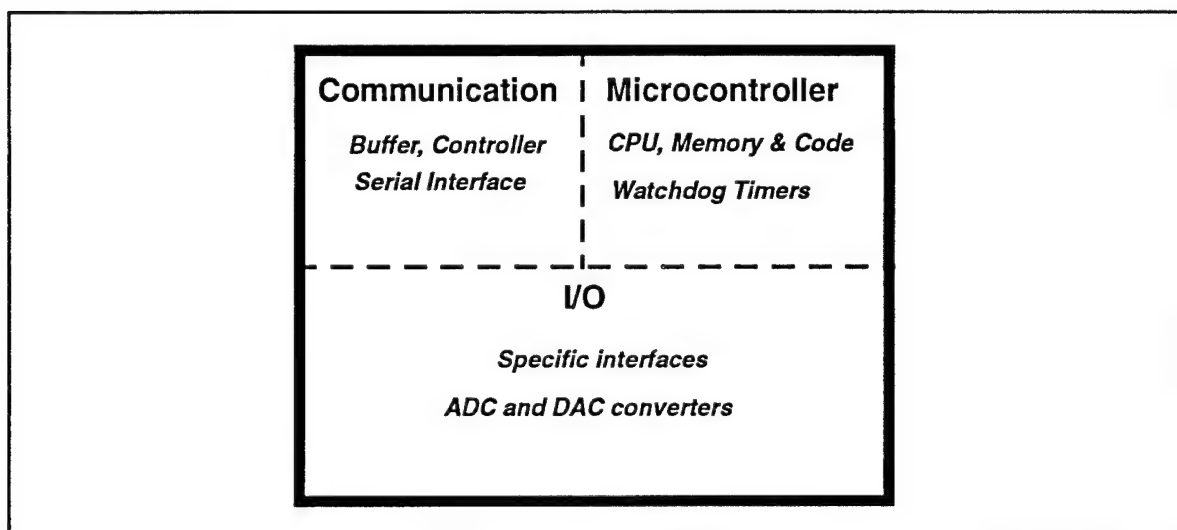 Communication
Buffer, Controller
Serial Interface
Microcontroller
CPU, Memory & Code
Watchdog Timers
I/O
Specific interfaces
ADC and DAC converters